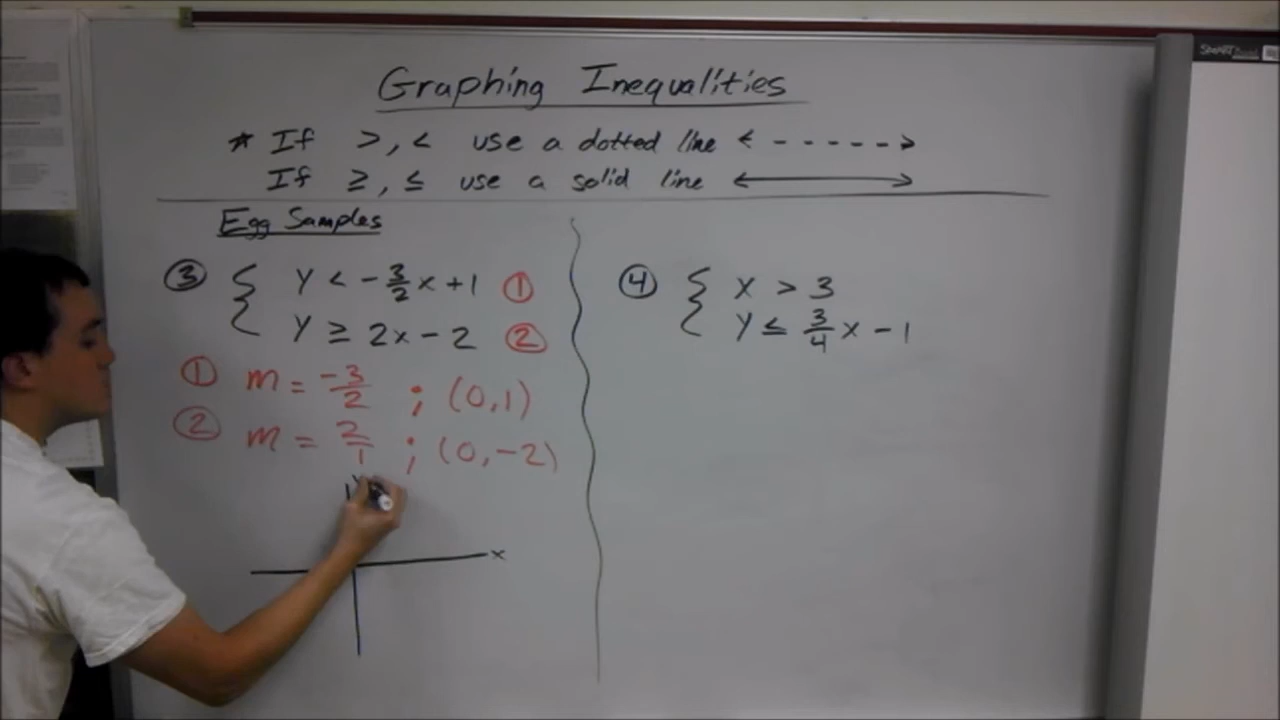 Graphing Inequalities
* If >, < use a dotted line
If ≥, ≤ use a solid line
Egg Samples
③ { y < -3/2 x + 1 ①
y ≥ 2x - 2 ②
① m = -3/2 ; (0,1)
② m = 2/1 ; (0,-2)
y
x
④ { x > 3
y ≤ 3/4 x - 1
SMART